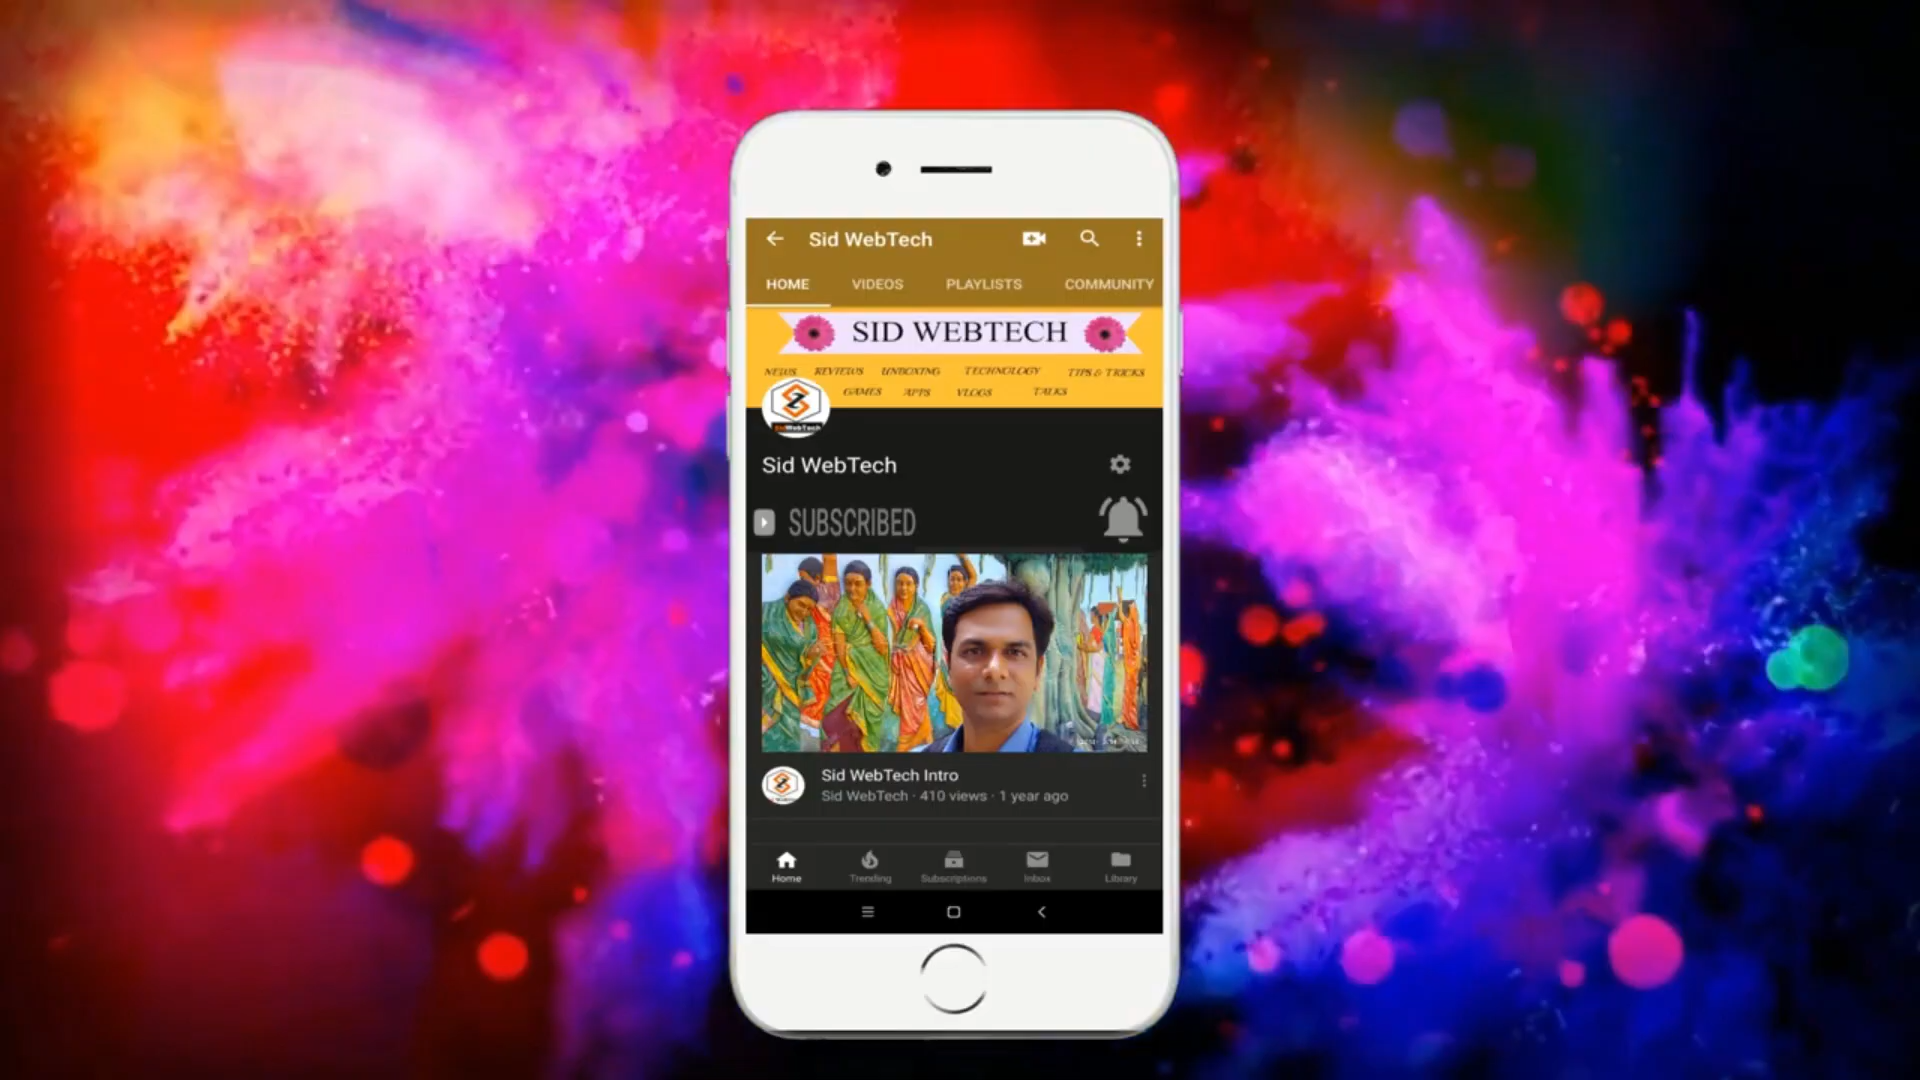 Sid WebTech
HOME VIDEOS PLAYLISTS COMMUNITY
SID WEBTECH
NEWS REVIEWS UNBOXING TECHNOLOGY TIPS & TRICKS
GAMES APPS VLOGS TALKS
SidWebTech
Sid WebTech
SUBSCRIBED
Sid WebTech Intro
Sid WebTech · 410 views · 1 year ago
Home Trending Subscriptions Inbox Library